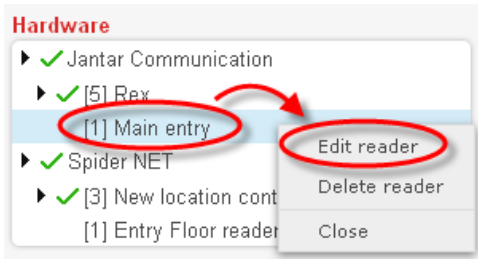 Hardware
Jantar Communication
[5] Rex
[1] Main entry
Edit reader
Spider NET
Delete reader
[3] New location cont
[1] Entry Floor reader
Close